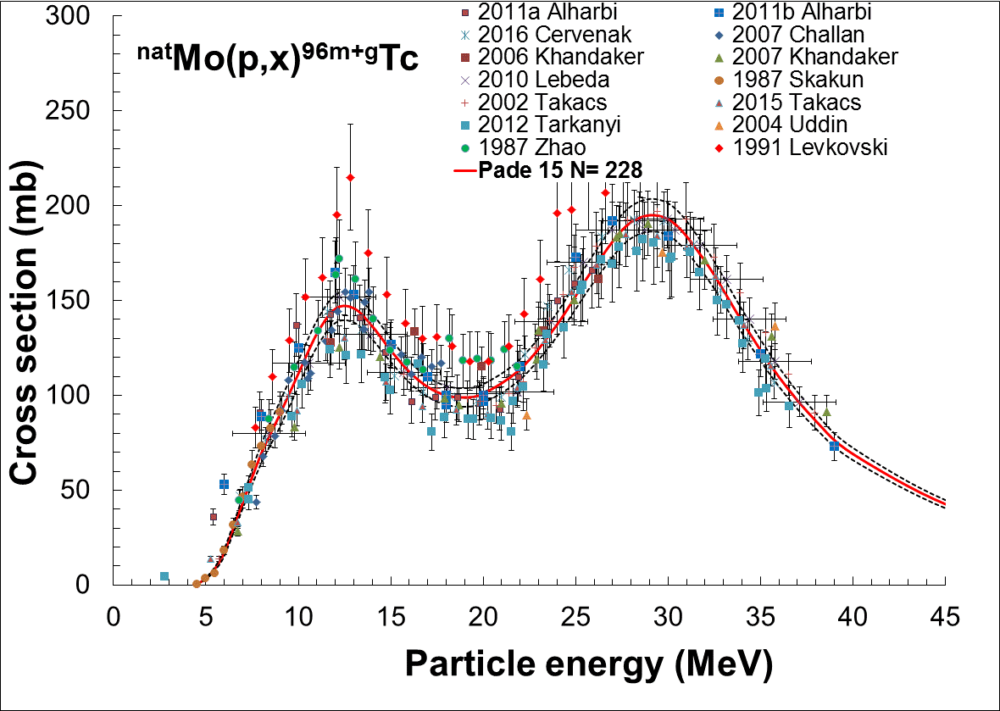 300
250
200
150
100
50
0
Cross section (mb)
natMo(p,x)96m+gTc
2011a Alharbi 2011b Alharbi
2016 Cervenak 2007 Challan
2006 Khandaker 2007 Khandaker
2010 Lebeda 1987 Skakun
2002 Takacs 2015 Takacs
2012 Tarkanyi 2004 Uddin
1987 Zhao 1991 Levkovski
Pade 15 N= 228
0 5 10 15 20 25 30 35 40 45
Particle energy (MeV)